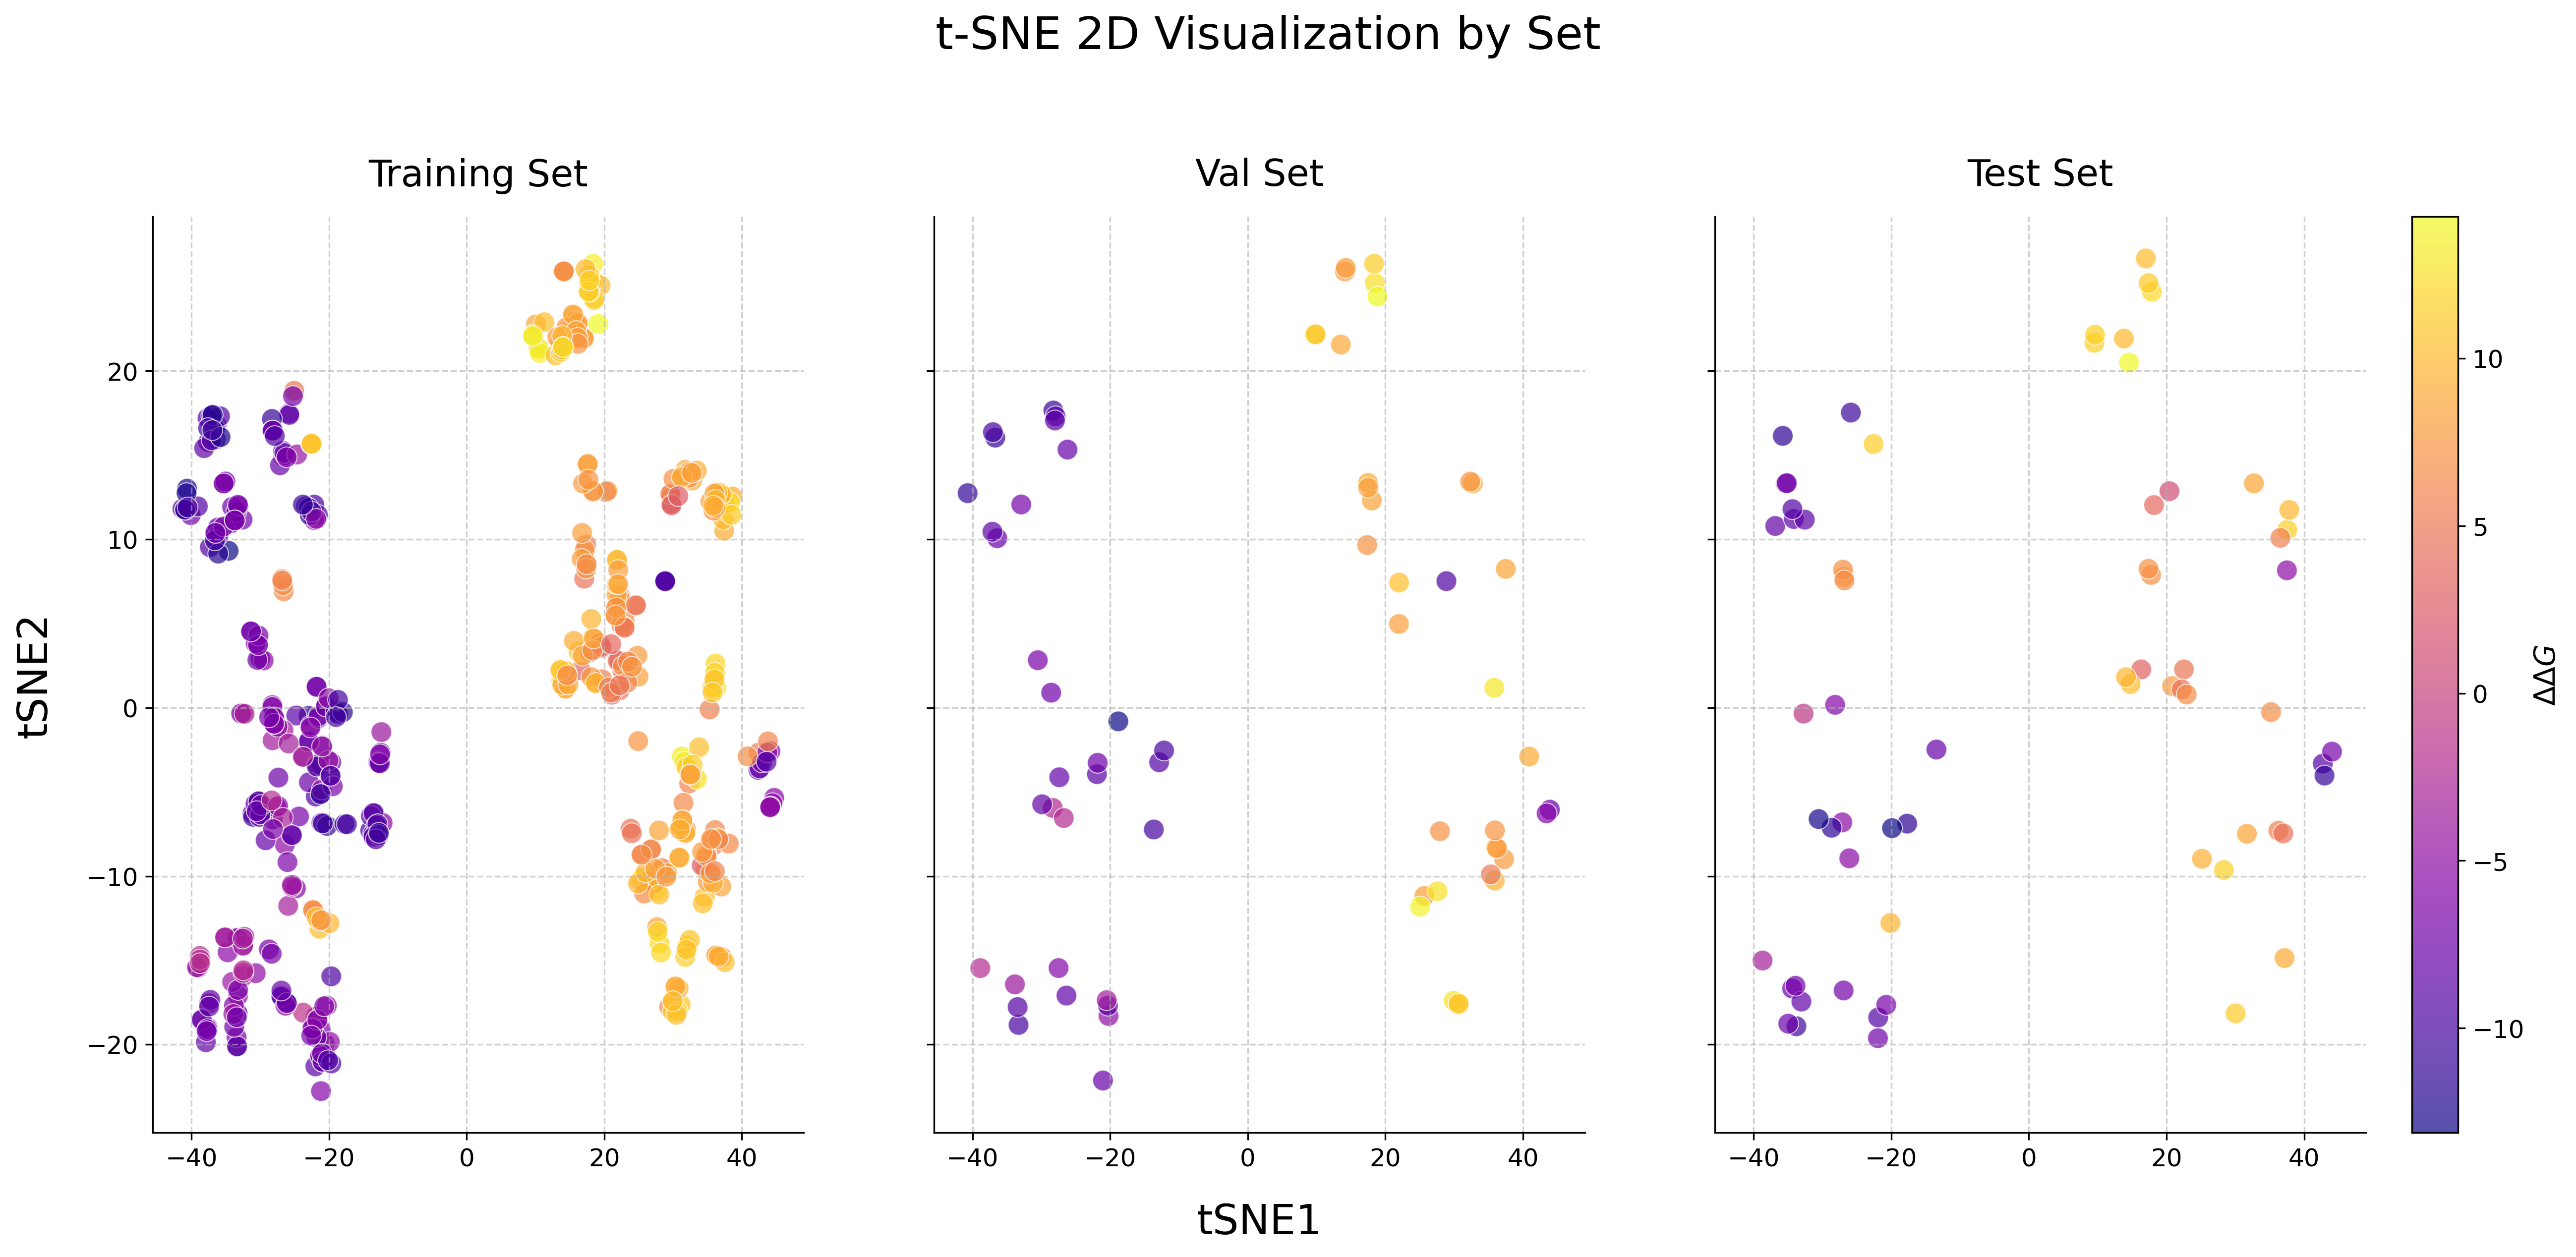 t-SNE 2D Visualization by Set
Training Set
Val Set
Test Set
tSNE2
20
10
0
−10
−20
−40 −20 0 20 40
−40 −20 0 20 40
−40 −20 0 20 40
tSNE1
10
5
0
−5
−10
ΔΔG